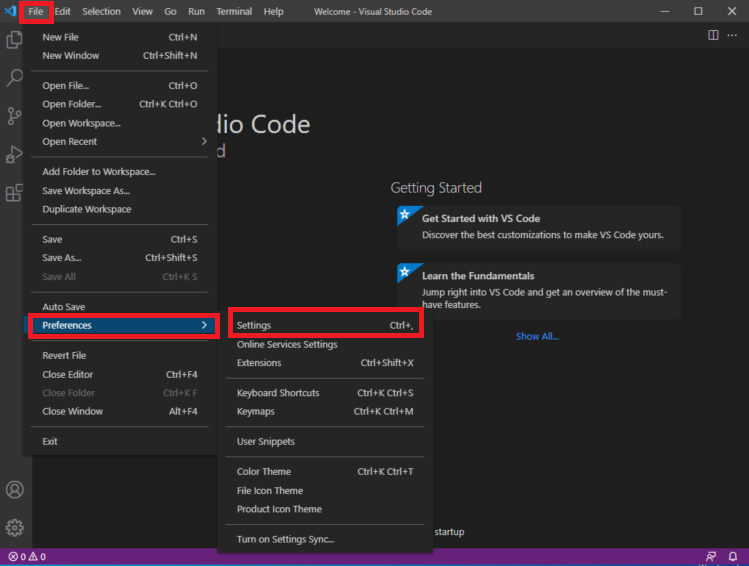 File Edit Selection View Go Run Terminal Help Welcome - Visual Studio Code
New File Ctrl+N
New Window Ctrl+Shift+N
Open File... Ctrl+O
Open Folder... Ctrl+K Ctrl+O
Open Workspace...
Open Recent
Add Folder to Workspace...
Save Workspace As...
Duplicate Workspace
Save Ctrl+S
Save As... Ctrl+Shift+S
Save All Ctrl+K S
Auto Save
Preferences
Revert File
Close Editor Ctrl+F4
Close Folder Ctrl+K F
Close Window Alt+F4
Exit
Settings Ctrl+,
Online Services Settings
Extensions Ctrl+Shift+X
Keyboard Shortcuts Ctrl+K Ctrl+S
Keymaps Ctrl+K Ctrl+M
User Snippets
Color Theme Ctrl+K Ctrl+T
File Icon Theme
Product Icon Theme
Turn on Settings Sync...
dio Code
d
Getting Started
Get Started with VS Code
Discover the best customizations to make VS Code yours.
Learn the Fundamentals
Jump right into VS Code and get an overview of the must-
have features.
Show All...
startup
0 0